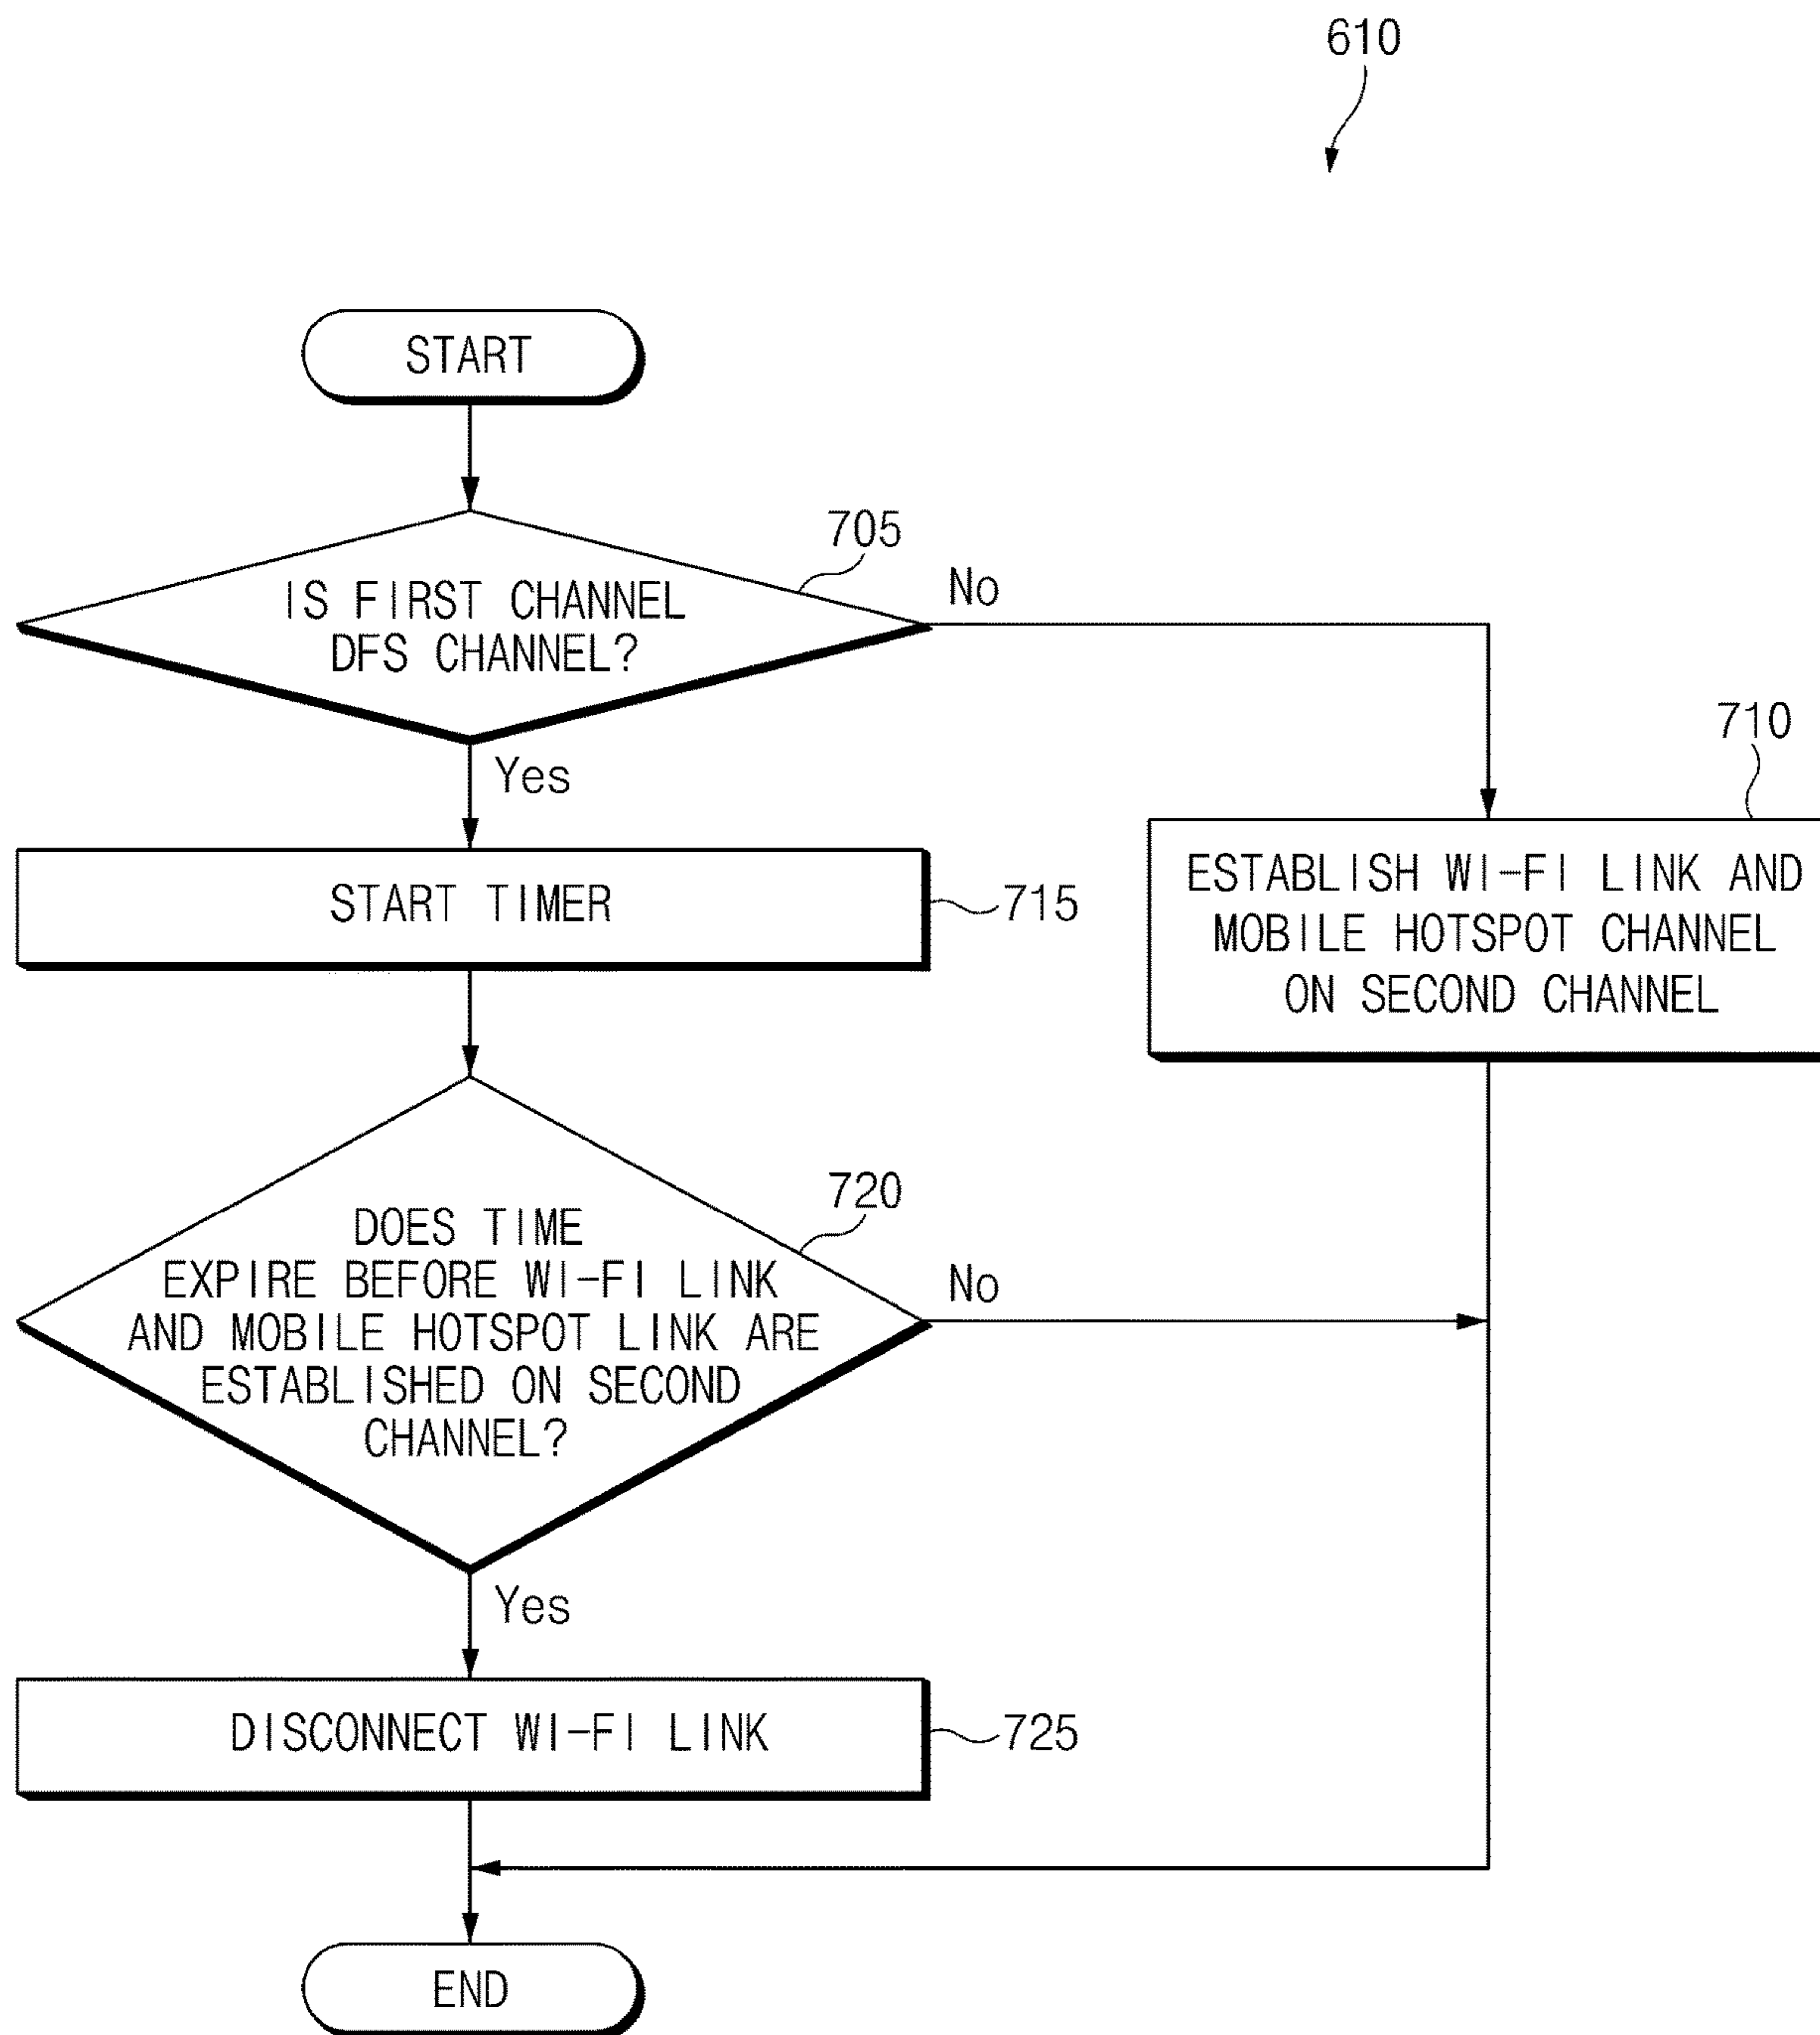 610
START
705
IS FIRST CHANNEL
DFS CHANNEL?
No
Yes
710
ESTABLISH WI-FI LINK AND
MOBILE HOTSPOT CHANNEL
ON SECOND CHANNEL
START TIMER
715
720
DOES TIME
EXPIRE BEFORE WI-FI LINK
AND MOBILE HOTSPOT LINK ARE
ESTABLISHED ON SECOND
CHANNEL?
No
Yes
DISCONNECT WI-FI LINK
725
END